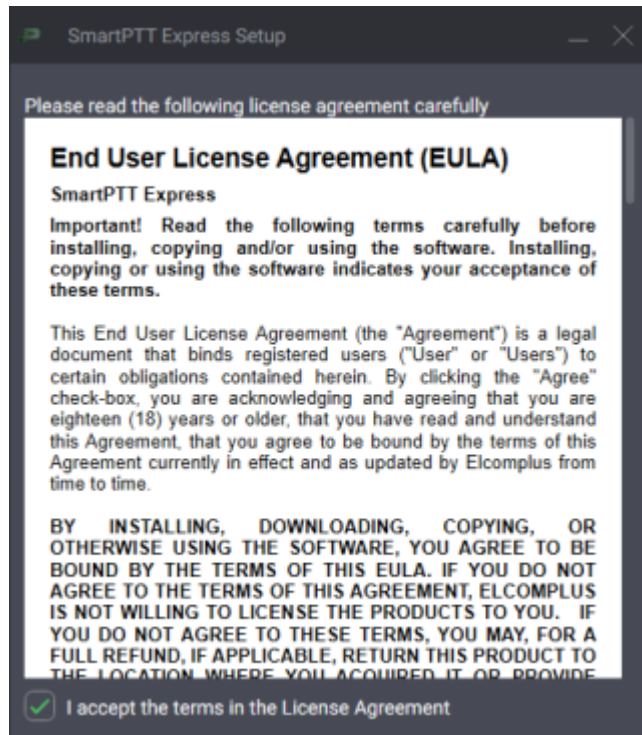 SmartPTT Express Setup
Please read the following license agreement carefully
End User License Agreement (EULA)
SmartPTT Express
Important! Read the following terms carefully before
installing, copying and/or using the software. Installing,
copying or using the software indicates your acceptance of
these terms.
This End User License Agreement (the "Agreement") is a legal
document that binds registered users ("User" or "Users") to
certain obligations contained herein. By clicking the "Agree"
check-box, you are acknowledging and agreeing that you are
eighteen (18) years or older, that you have read and understand
this Agreement, that you agree to be bound by the terms of this
Agreement currently in effect and as updated by Elcomplus from
time to time.
BY INSTALLING, DOWNLOADING, COPYING, OR
OTHERWISE USING THE SOFTWARE, YOU AGREE TO BE
BOUND BY THE TERMS OF THIS EULA. IF YOU DO NOT
AGREE TO THE TERMS OF THIS AGREEMENT, ELCOMPLUS
IS NOT WILLING TO LICENSE THE PRODUCTS TO YOU. IF
YOU DO NOT AGREE TO THESE TERMS, YOU MAY, FOR A
FULL REFUND, IF APPLICABLE, RETURN THIS PRODUCT TO
THE LOCATION WHERE YOU ACQUIRED IT OR PROVIDE
I accept the terms in the License Agreement